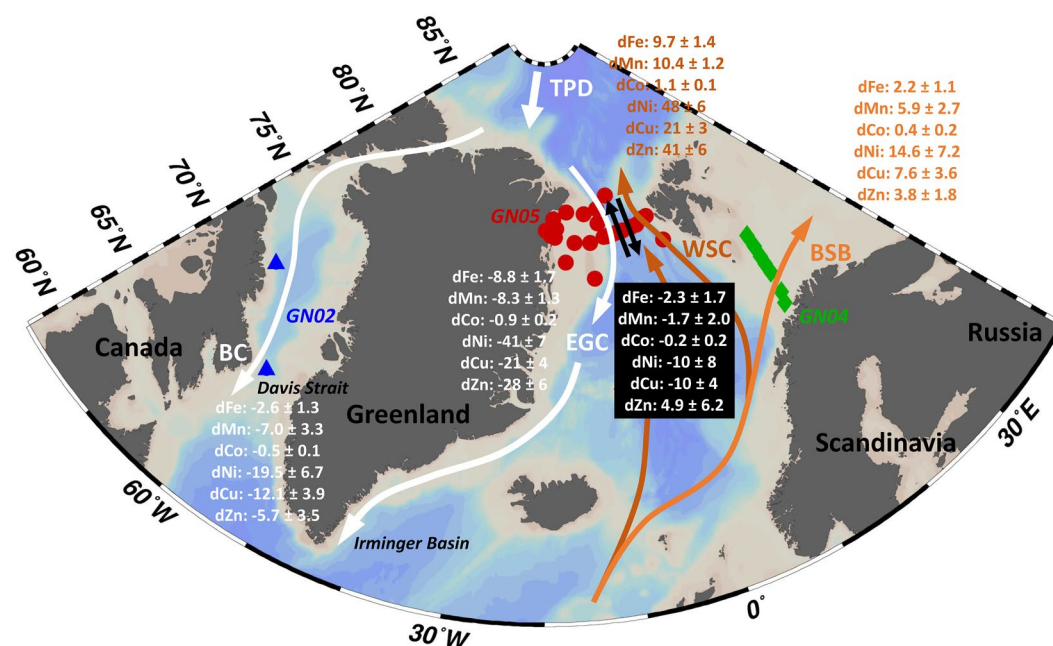 85°N
80°N
75°N
70°N
65°N
60°N
TPD
dFe: 9.7 ± 1.4
dMn: 10.4 ± 1.2
dCo: 1.1 ± 0.1
dNi: 48 ± 6
dCu: 21 ± 3
dZn: 41 ± 6
dFe: 2.2 ± 1.1
dMn: 5.9 ± 2.7
dCo: 0.4 ± 0.2
dNi: 14.6 ± 7.2
dCu: 7.6 ± 3.6
dZn: 3.8 ± 1.8
GN05
WSC
BSB
GN04
GN02
BC
EGC
dFe: -8.8 ± 1.7
dMn: -8.3 ± 1.3
dCo: -0.9 ± 0.2
dNi: -41 ± 7
dCu: -21 ± 4
dZn: -28 ± 6
dFe: -2.3 ± 1.7
dMn: -1.7 ± 2.0
dCo: -0.2 ± 0.2
dNi: -10 ± 8
dCu: -10 ± 4
dZn: 4.9 ± 6.2
Canada
Russia
Davis Strait
Greenland
Scandinavia
dFe: -2.6 ± 1.3
dMn: -7.0 ± 3.3
dCo: -0.5 ± 0.1
dNi: -19.5 ± 6.7
dCu: -12.1 ± 3.9
dZn: -5.7 ± 3.5
Irminger Basin
60°W
30°W
0°
30°E